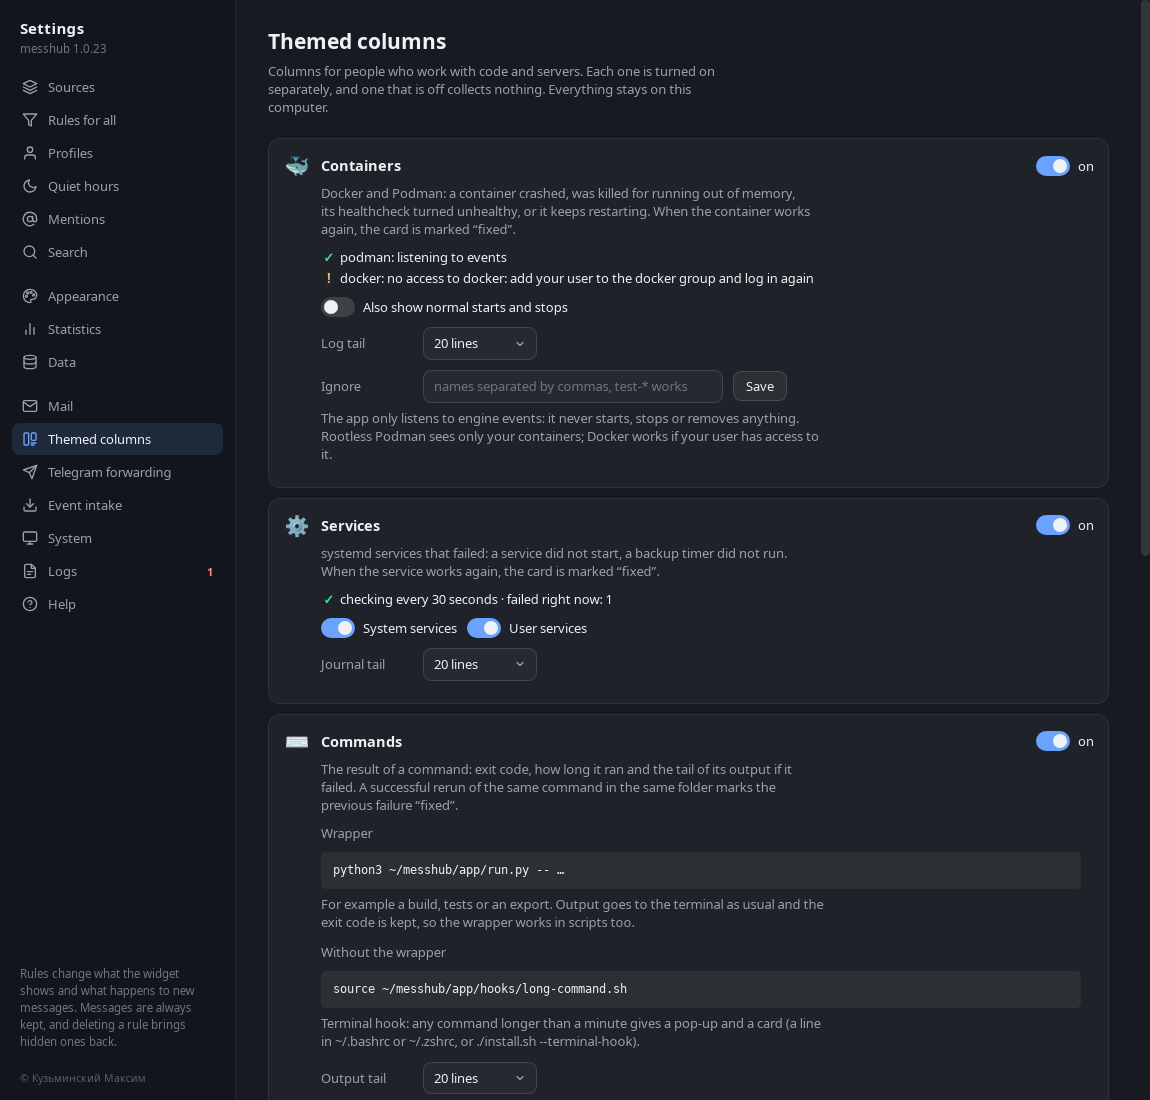 Settings
messhub 1.0.23
Sources
Rules for all
Profiles
Quiet hours
Mentions
Search
Appearance
Statistics
Data
Mail
Themed columns
Telegram forwarding
Event intake
System
Logs 1
Help
Rules change what the widget
shows and what happens to new
messages. Messages are always
kept, and deleting a rule brings
hidden ones back.
© Кузьминский Максим
Themed columns
Columns for people who work with code and servers. Each one is turned on
separately, and one that is off collects nothing. Everything stays on this
computer.
Containers
on
Docker and Podman: a container crashed, was killed for running out of memory,
its healthcheck turned unhealthy, or it keeps restarting. When the container works
again, the card is marked “fixed”.
✓ podman: listening to events
! docker: no access to docker: add your user to the docker group and log in again
Also show normal starts and stops
Log tail 20 lines
Ignore names separated by commas, test-* works Save
The app only listens to engine events: it never starts, stops or removes anything.
Rootless Podman sees only your containers; Docker works if your user has access to
it.
Services
on
systemd services that failed: a service did not start, a backup timer did not run.
When the service works again, the card is marked “fixed”.
✓ checking every 30 seconds · failed right now: 1
System services User services
Journal tail 20 lines
Commands
on
The result of a command: exit code, how long it ran and the tail of its output if it
failed. A successful rerun of the same command in the same folder marks the
previous failure “fixed”.
Wrapper
python3 ~/messhub/app/run.py -- …
For example a build, tests or an export. Output goes to the terminal as usual and the
exit code is kept, so the wrapper works in scripts too.
Without the wrapper
source ~/messhub/app/hooks/long-command.sh
Terminal hook: any command longer than a minute gives a pop-up and a card (a line
in ~/.bashrc or ~/.zshrc, or ./install.sh --terminal-hook).
Output tail 20 lines